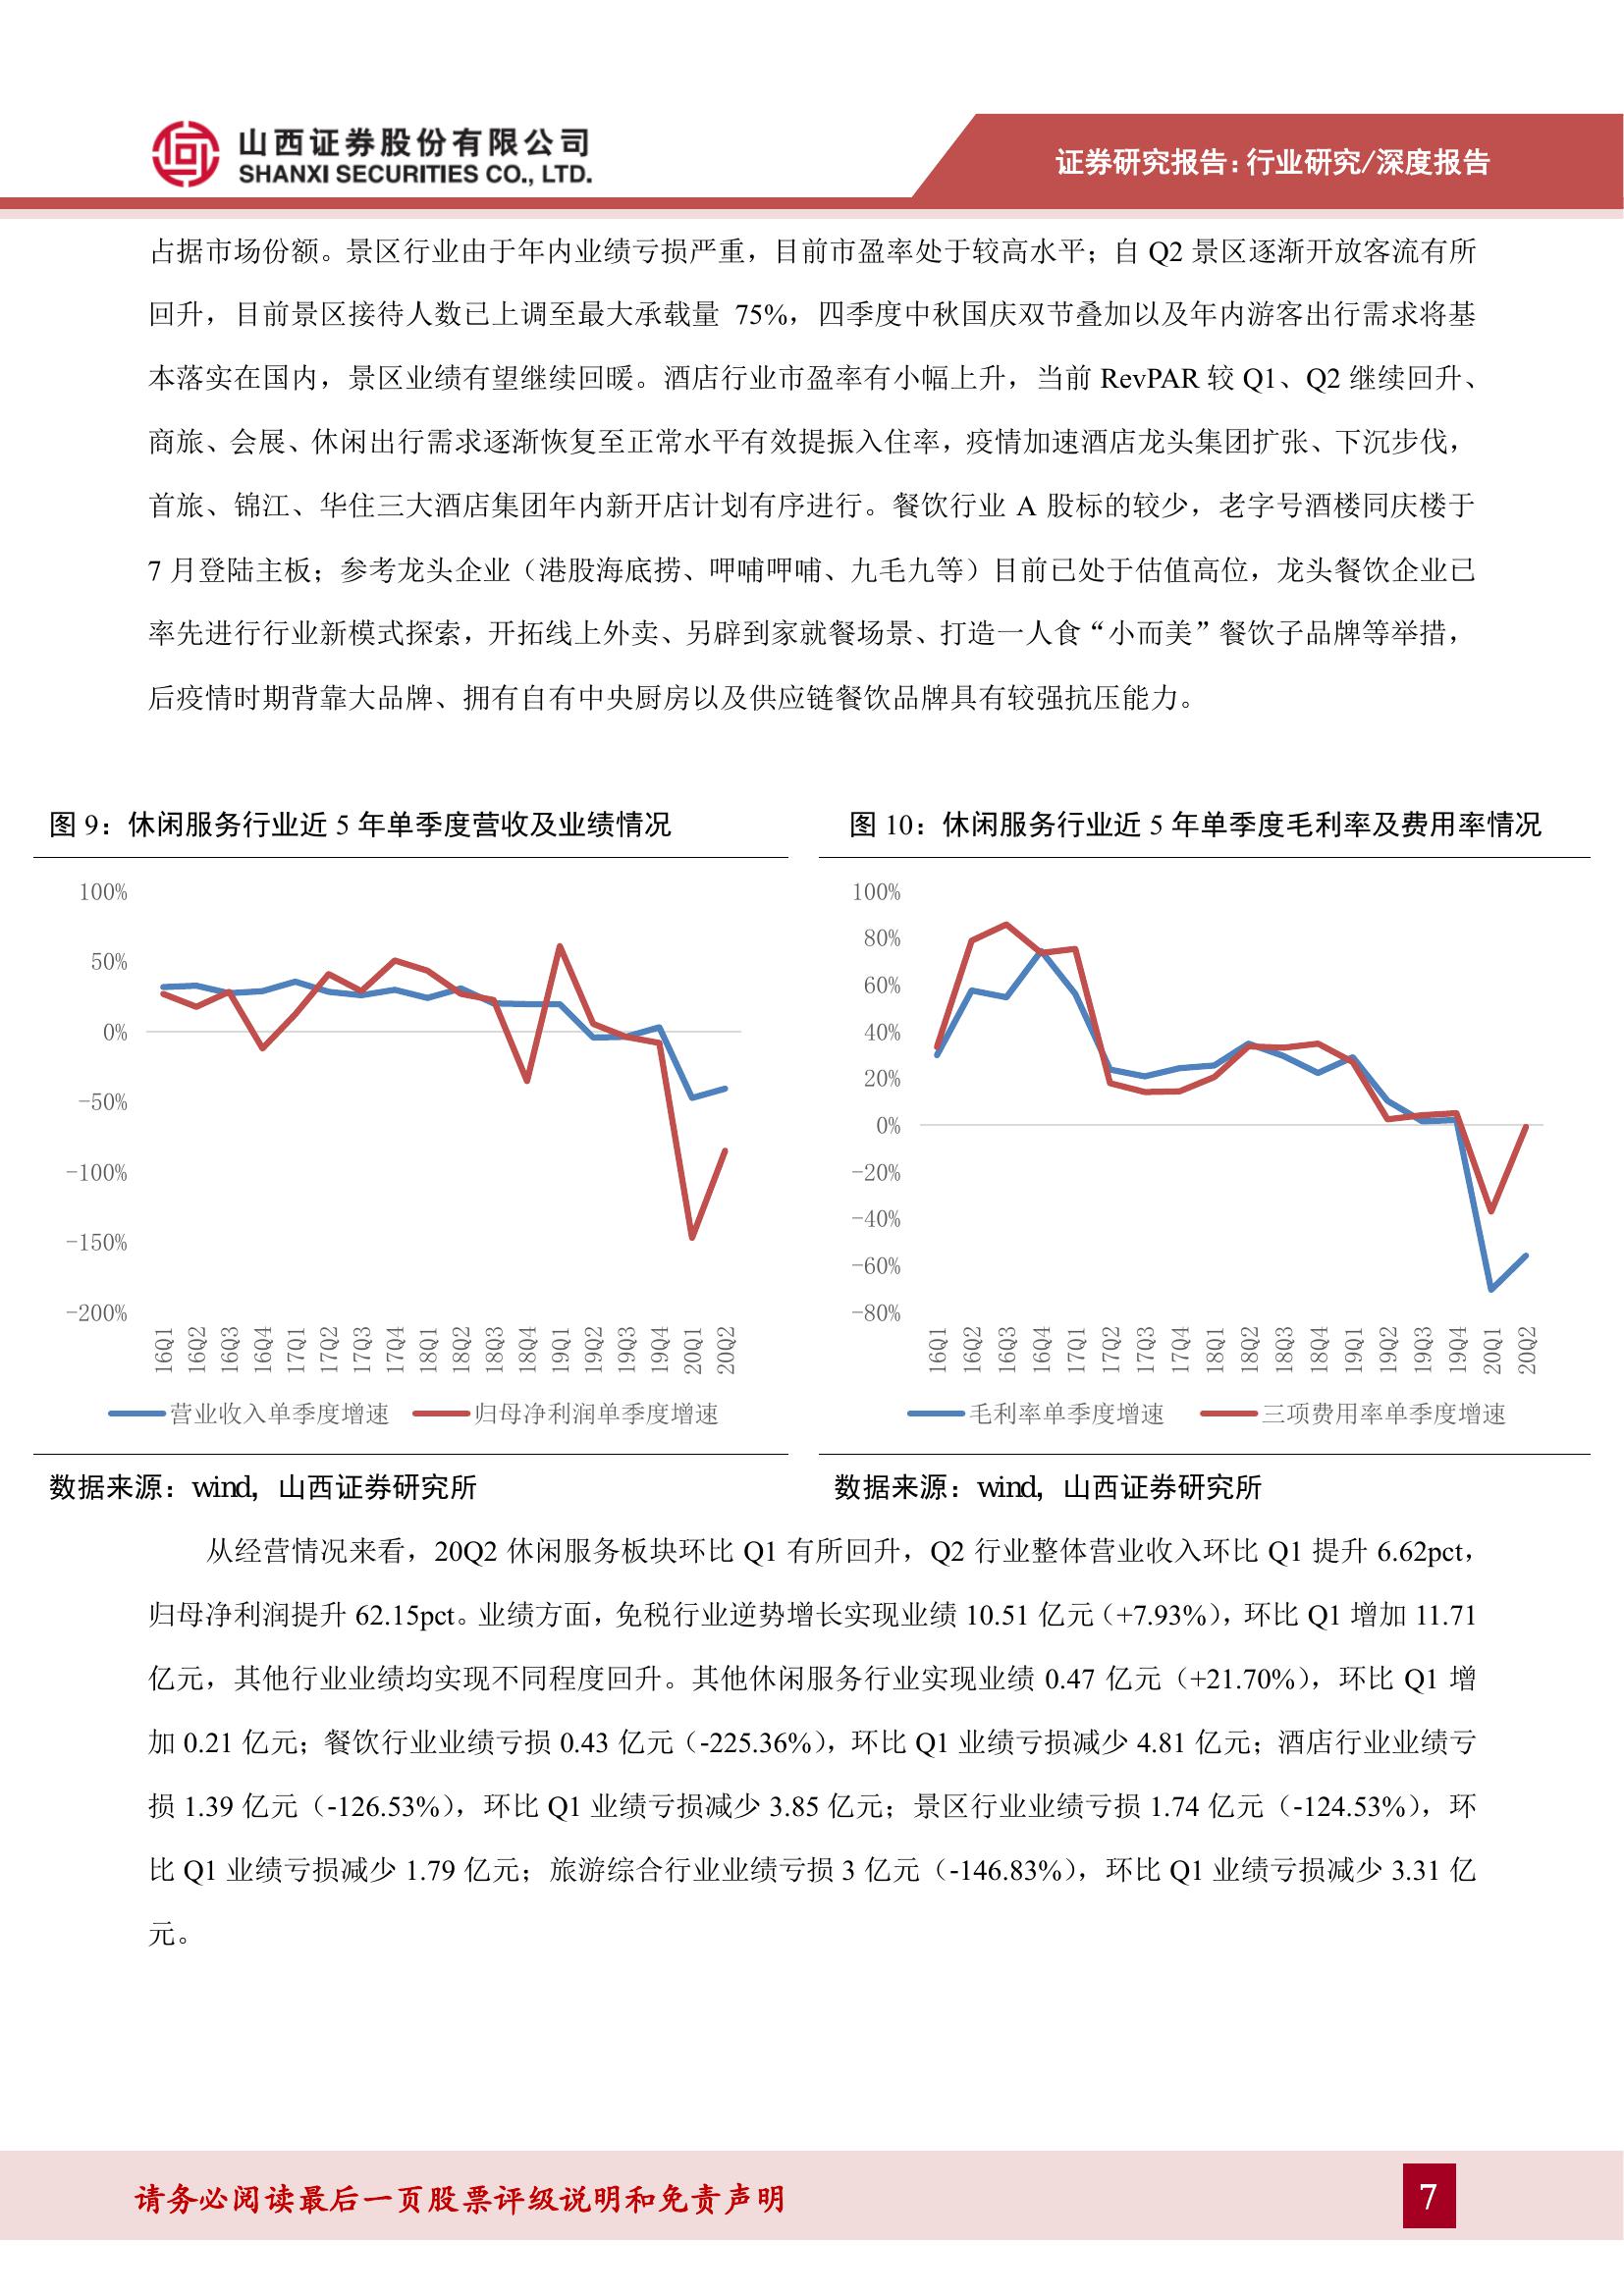 山西证券股份有限公司
SHANXI SECURITIES CO., LTD.
证券研究报告：行业研究/深度报告
占据市场份额。景区行业由于年内业绩亏损严重，目前市盈率处于较高水平；自 Q2 景区逐渐开放客流有所
回升，目前景区接待人数已上调至最大承载量 75%，四季度中秋国庆双节叠加以及年内游客出行需求将基
本落实在国内，景区业绩有望继续回暖。酒店行业市盈率有小幅上升，当前 RevPAR 较 Q1、Q2 继续回升、
商旅、会展、休闲出行需求逐渐恢复至正常水平有效提振入住率，疫情加速酒店龙头集团扩张、下沉步伐，
首旅、锦江、华住三大酒店集团年内新开店计划有序进行。餐饮行业 A 股标的较少，老字号酒楼同庆楼于
7 月登陆主板；参考龙头企业（港股海底捞、呷哺呷哺、九毛九等）目前已处于估值高位，龙头餐饮企业已
率先进行行业新模式探索，开拓线上外卖、另辟到家就餐场景、打造一人食“小而美”餐饮子品牌等举措，
后疫情时期背靠大品牌、拥有自有中央厨房以及供应链餐饮品牌具有较强抗压能力。
图 9：休闲服务行业近 5 年单季度营收及业绩情况
100%
50%
0%
-50%
-100%
-150%
-200%
16Q1 16Q2 16Q3 16Q4 17Q1 17Q2 17Q3 17Q4 18Q1 18Q2 18Q3 18Q4 19Q1 19Q2 19Q3 19Q4 20Q1 20Q2
营业收入单季度增速 归母净利润单季度增速
数据来源：wind，山西证券研究所
图 10：休闲服务行业近 5 年单季度毛利率及费用率情况
100%
80%
60%
40%
20%
0%
-20%
-40%
-60%
-80%
16Q1 16Q2 16Q3 16Q4 17Q1 17Q2 17Q3 17Q4 18Q1 18Q2 18Q3 18Q4 19Q1 19Q2 19Q3 19Q4 20Q1 20Q2
毛利率单季度增速 三项费用率单季度增速
数据来源：wind，山西证券研究所
从经营情况来看，20Q2 休闲服务板块环比 Q1 有所回升，Q2 行业整体营业收入环比 Q1 提升 6.62pct，
归母净利润提升 62.15pct。业绩方面，免税行业逆势增长实现业绩 10.51 亿元（+7.93%），环比 Q1 增加 11.71
亿元，其他行业业绩均实现不同程度回升。其他休闲服务行业实现业绩 0.47 亿元（+21.70%），环比 Q1 增
加 0.21 亿元；餐饮行业业绩亏损 0.43 亿元（-225.36%），环比 Q1 业绩亏损减少 4.81 亿元；酒店行业业绩亏
损 1.39 亿元（-126.53%），环比 Q1 业绩亏损减少 3.85 亿元；景区行业业绩亏损 1.74 亿元（-124.53%），环
比 Q1 业绩亏损减少 1.79 亿元；旅游综合行业业绩亏损 3 亿元（-146.83%），环比 Q1 业绩亏损减少 3.31 亿
元。
请务必阅读最后一页股票评级说明和免责声明
7